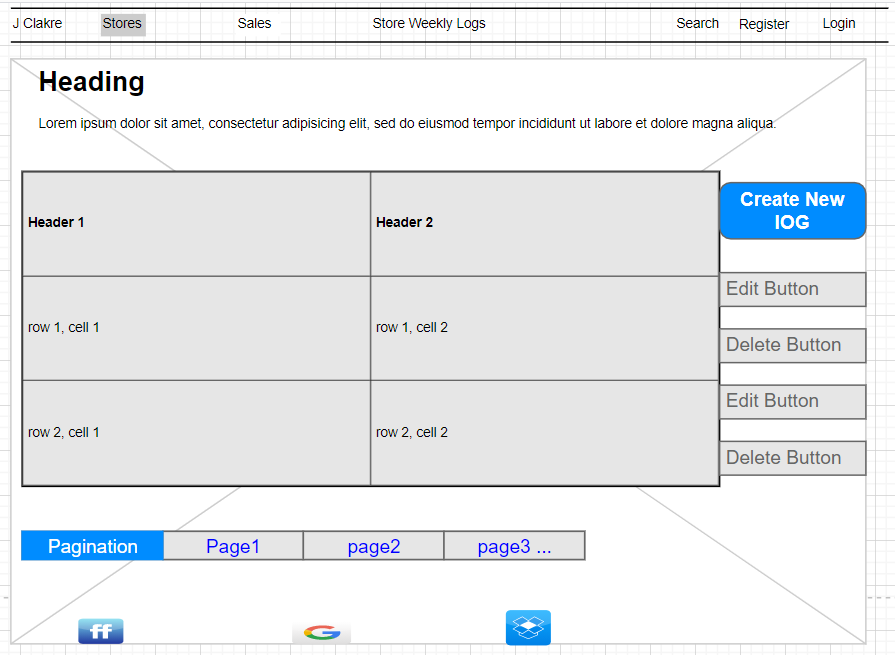 J Clakre Stores Sales Store Weekly Logs Search Register Login
Heading
Lorem ipsum dolor sit amet, consectetur adipisicing elit, sed do eiusmod tempor incididunt ut labore et dolore magna aliqua.
Header 1 Header 2
Create New
IOG
Edit Button
row 1, cell 1 row 1, cell 2
Delete Button
Edit Button
row 2, cell 1 row 2, cell 2
Delete Button
Pagination Page1 page2 page3 ...
ff G